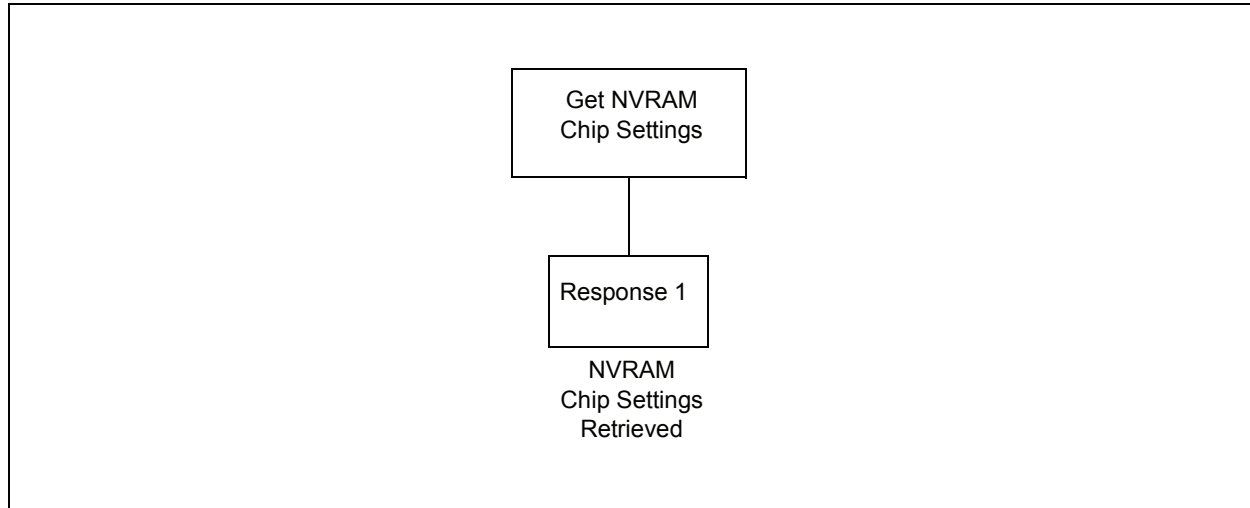 Get NVRAM
Chip Settings
Response 1
NVRAM
Chip Settings
Retrieved